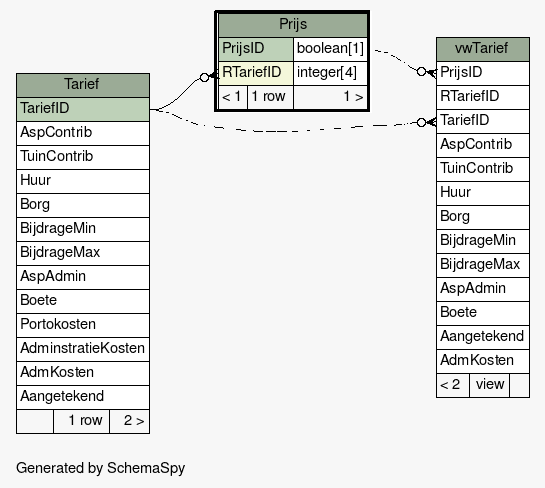 Prijs
PrijsID boolean[1]
RTariefID integer[4]
< 1 1 row 1 >
Tarief
TariefID
AspContrib
TuinContrib
Huur
Borg
BijdrageMin
BijdrageMax
AspAdmin
Boete
Portokosten
AdminstratieKosten
AdmKosten
Aangetekend
1 row 2 >
vwTarief
PrijsID
RTariefID
TariefID
AspContrib
TuinContrib
Huur
Borg
BijdrageMin
BijdrageMax
AspAdmin
Boete
Aangetekend
AdmKosten
< 2 view
Generated by SchemaSpy